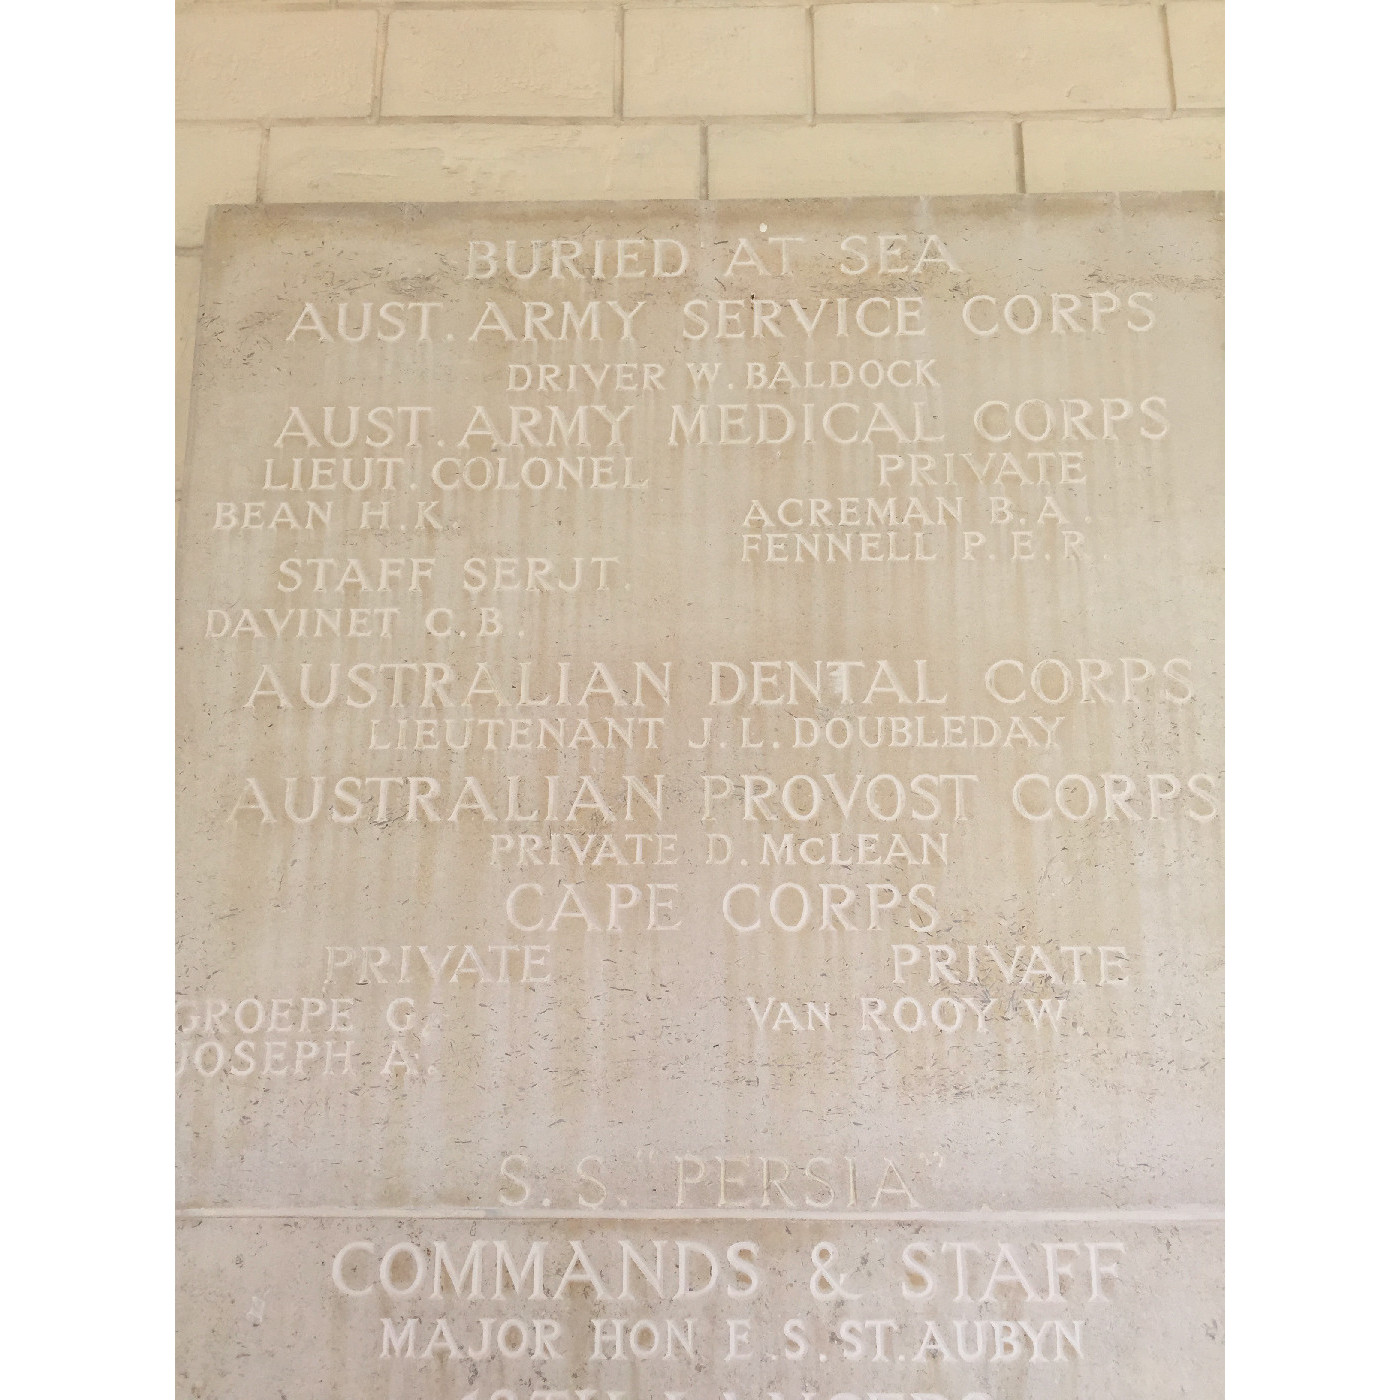 BURIED AT SEA
AUST. ARMY SERVICE CORPS
DRIVER W. BALDOCK
AUST. ARMY MEDICAL CORPS
LIEUT. COLONEL
BEAN H.K.
STAFF SERJT.
DAVINET C.B.
PRIVATE
ACREMAN B.A.
FENNELL P.E.R.
AUSTRALIAN DENTAL CORPS
LIEUTENANT J.L. DOUBLEDAY
AUSTRALIAN PROVOST CORPS
PRIVATE D. McLEAN
CAPE CORPS
PRIVATE
GROEPE G.
JOSEPH A.
PRIVATE
VAN ROOY W.
S.S. "PERSIA"
COMMANDS & STAFF
MAJOR HON E.S. ST. AUBYN